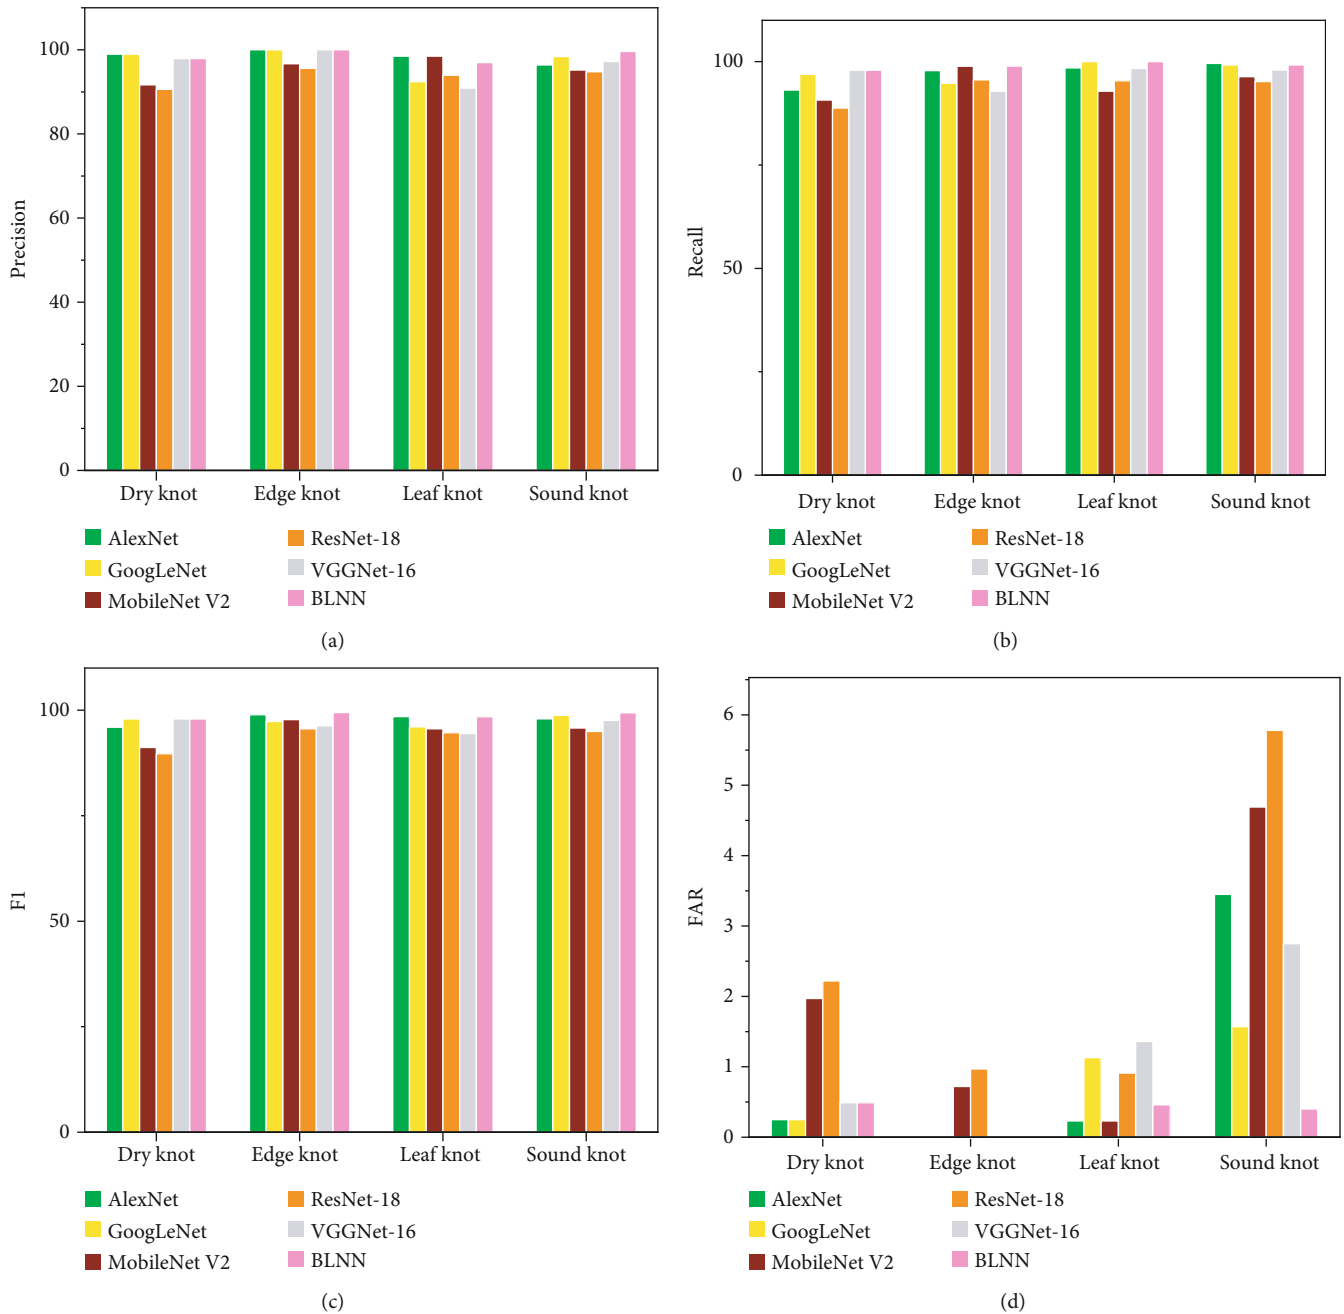 Precision
100
80
60
40
20
0
Dry knot Edge knot Leaf knot Sound knot
AlexNet ResNet-18
GoogLeNet VGGNet-16
MobileNet V2 BLNN
(a)
Recall
100
50
0
Dry knot Edge knot Leaf knot Sound knot
AlexNet ResNet-18
GoogLeNet VGGNet-16
MobileNet V2 BLNN
(b)
F1
100
50
0
Dry knot Edge knot Leaf knot Sound knot
AlexNet ResNet-18
GoogLeNet VGGNet-16
MobileNet V2 BLNN
(c)
FAR
6
5
4
3
2
1
0
Dry knot Edge knot Leaf knot Sound knot
AlexNet ResNet-18
GoogLeNet VGGNet-16
MobileNet V2 BLNN
(d)